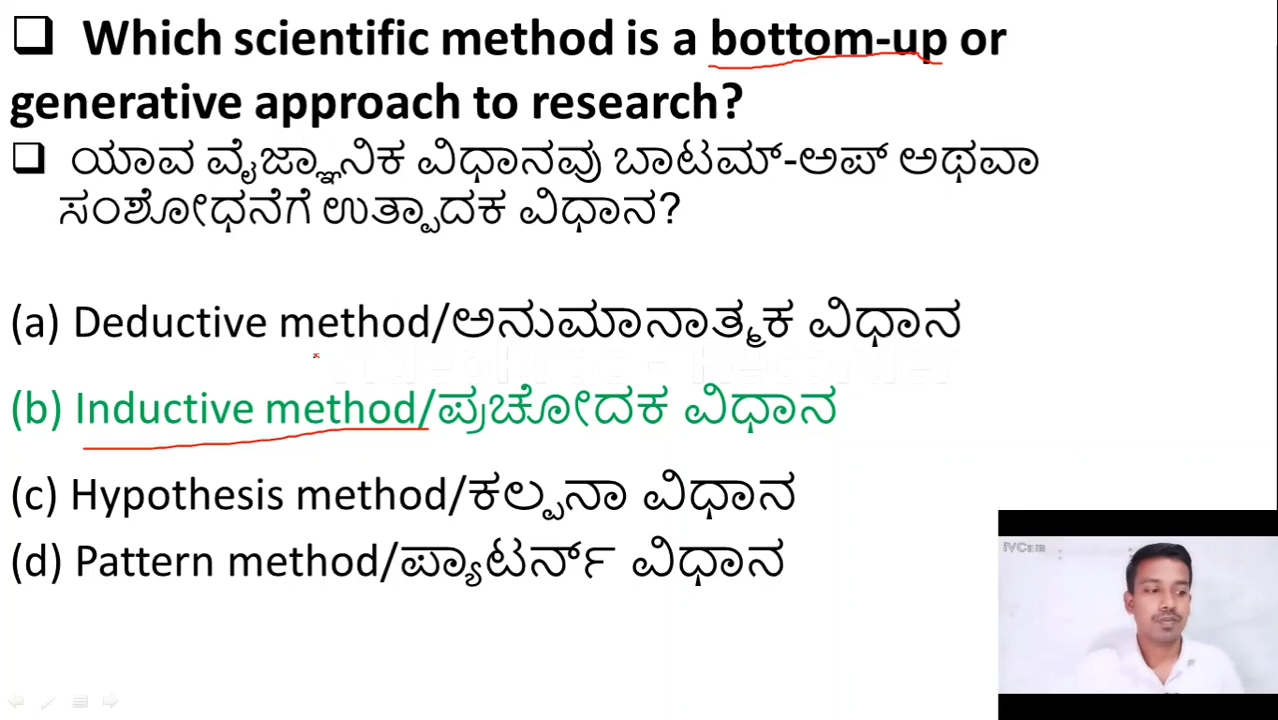 ❑ Which scientific method is a bottom-up or
generative approach to research?
❑ ಯಾವ ವೈಜ್ಞಾನಿಕ ವಿಧಾನವು ಬಾಟಮ್-ಅಪ್ ಅಥವಾ
ಸಂಶೋಧನೆಗೆ ಉತ್ಪಾದಕ ವಿಧಾನ?
(a) Deductive method/ಅನುಮಾನಾತ್ಮಕ ವಿಧಾನ
(b) Inductive method/ಪ್ರಚೋದಕ ವಿಧಾನ
(c) Hypothesis method/ಕಲ್ಪನಾ ವಿಧಾನ
(d) Pattern method/ಪ್ಯಾಟರ್ನ್ ವಿಧಾನ
iVCam